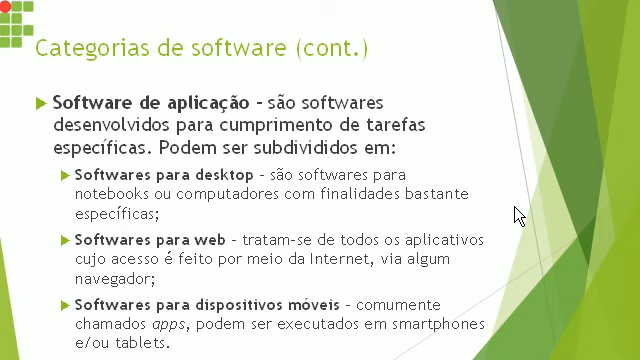 Categorias de software (cont.)
Software de aplicação – são softwares
desenvolvidos para cumprimento de tarefas
específicas. Podem ser subdivididos em:
Softwares para desktop – são softwares para
notebooks ou computadores com finalidades bastante
específicas;
Softwares para web – tratam-se de todos os aplicativos
cujo acesso é feito por meio da Internet, via algum
navegador;
Softwares para dispositivos móveis – comumente
chamados apps, podem ser executados em smartphones
e/ou tablets.